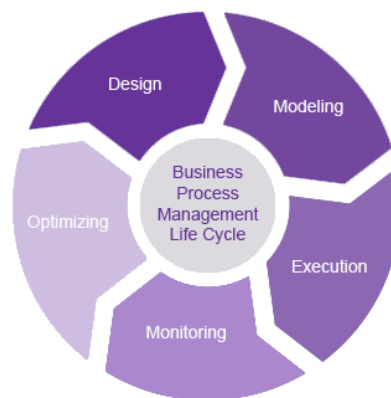 Design
Modeling
Business
Process
Management
Life Cycle
Optimizing
Execution
Monitoring